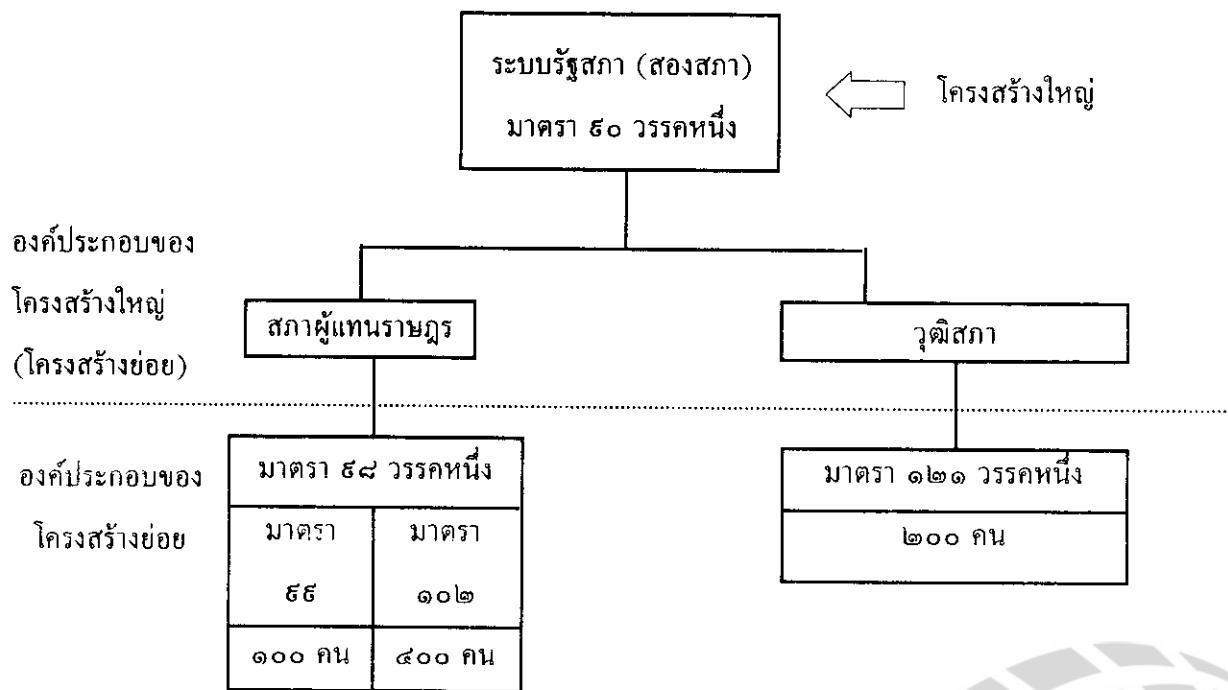 ระบบรัฐสภา (สองสภา)
มาตรา ๙๐ วรรคหนึ่ง
โครงสร้างใหญ่
องค์ประกอบของ
โครงสร้างใหญ่
(โครงสร้างย่อย)
สภาผู้แทนราษฎร
วุฒิสภา
องค์ประกอบของ
โครงสร้างย่อย
มาตรา ๙๘ วรรคหนึ่ง
มาตรา
๙๙
๑๐๐ คน
มาตรา
๑๐๒
๔๐๐ คน
มาตรา ๑๒๑ วรรคหนึ่ง
๒๐๐ คน